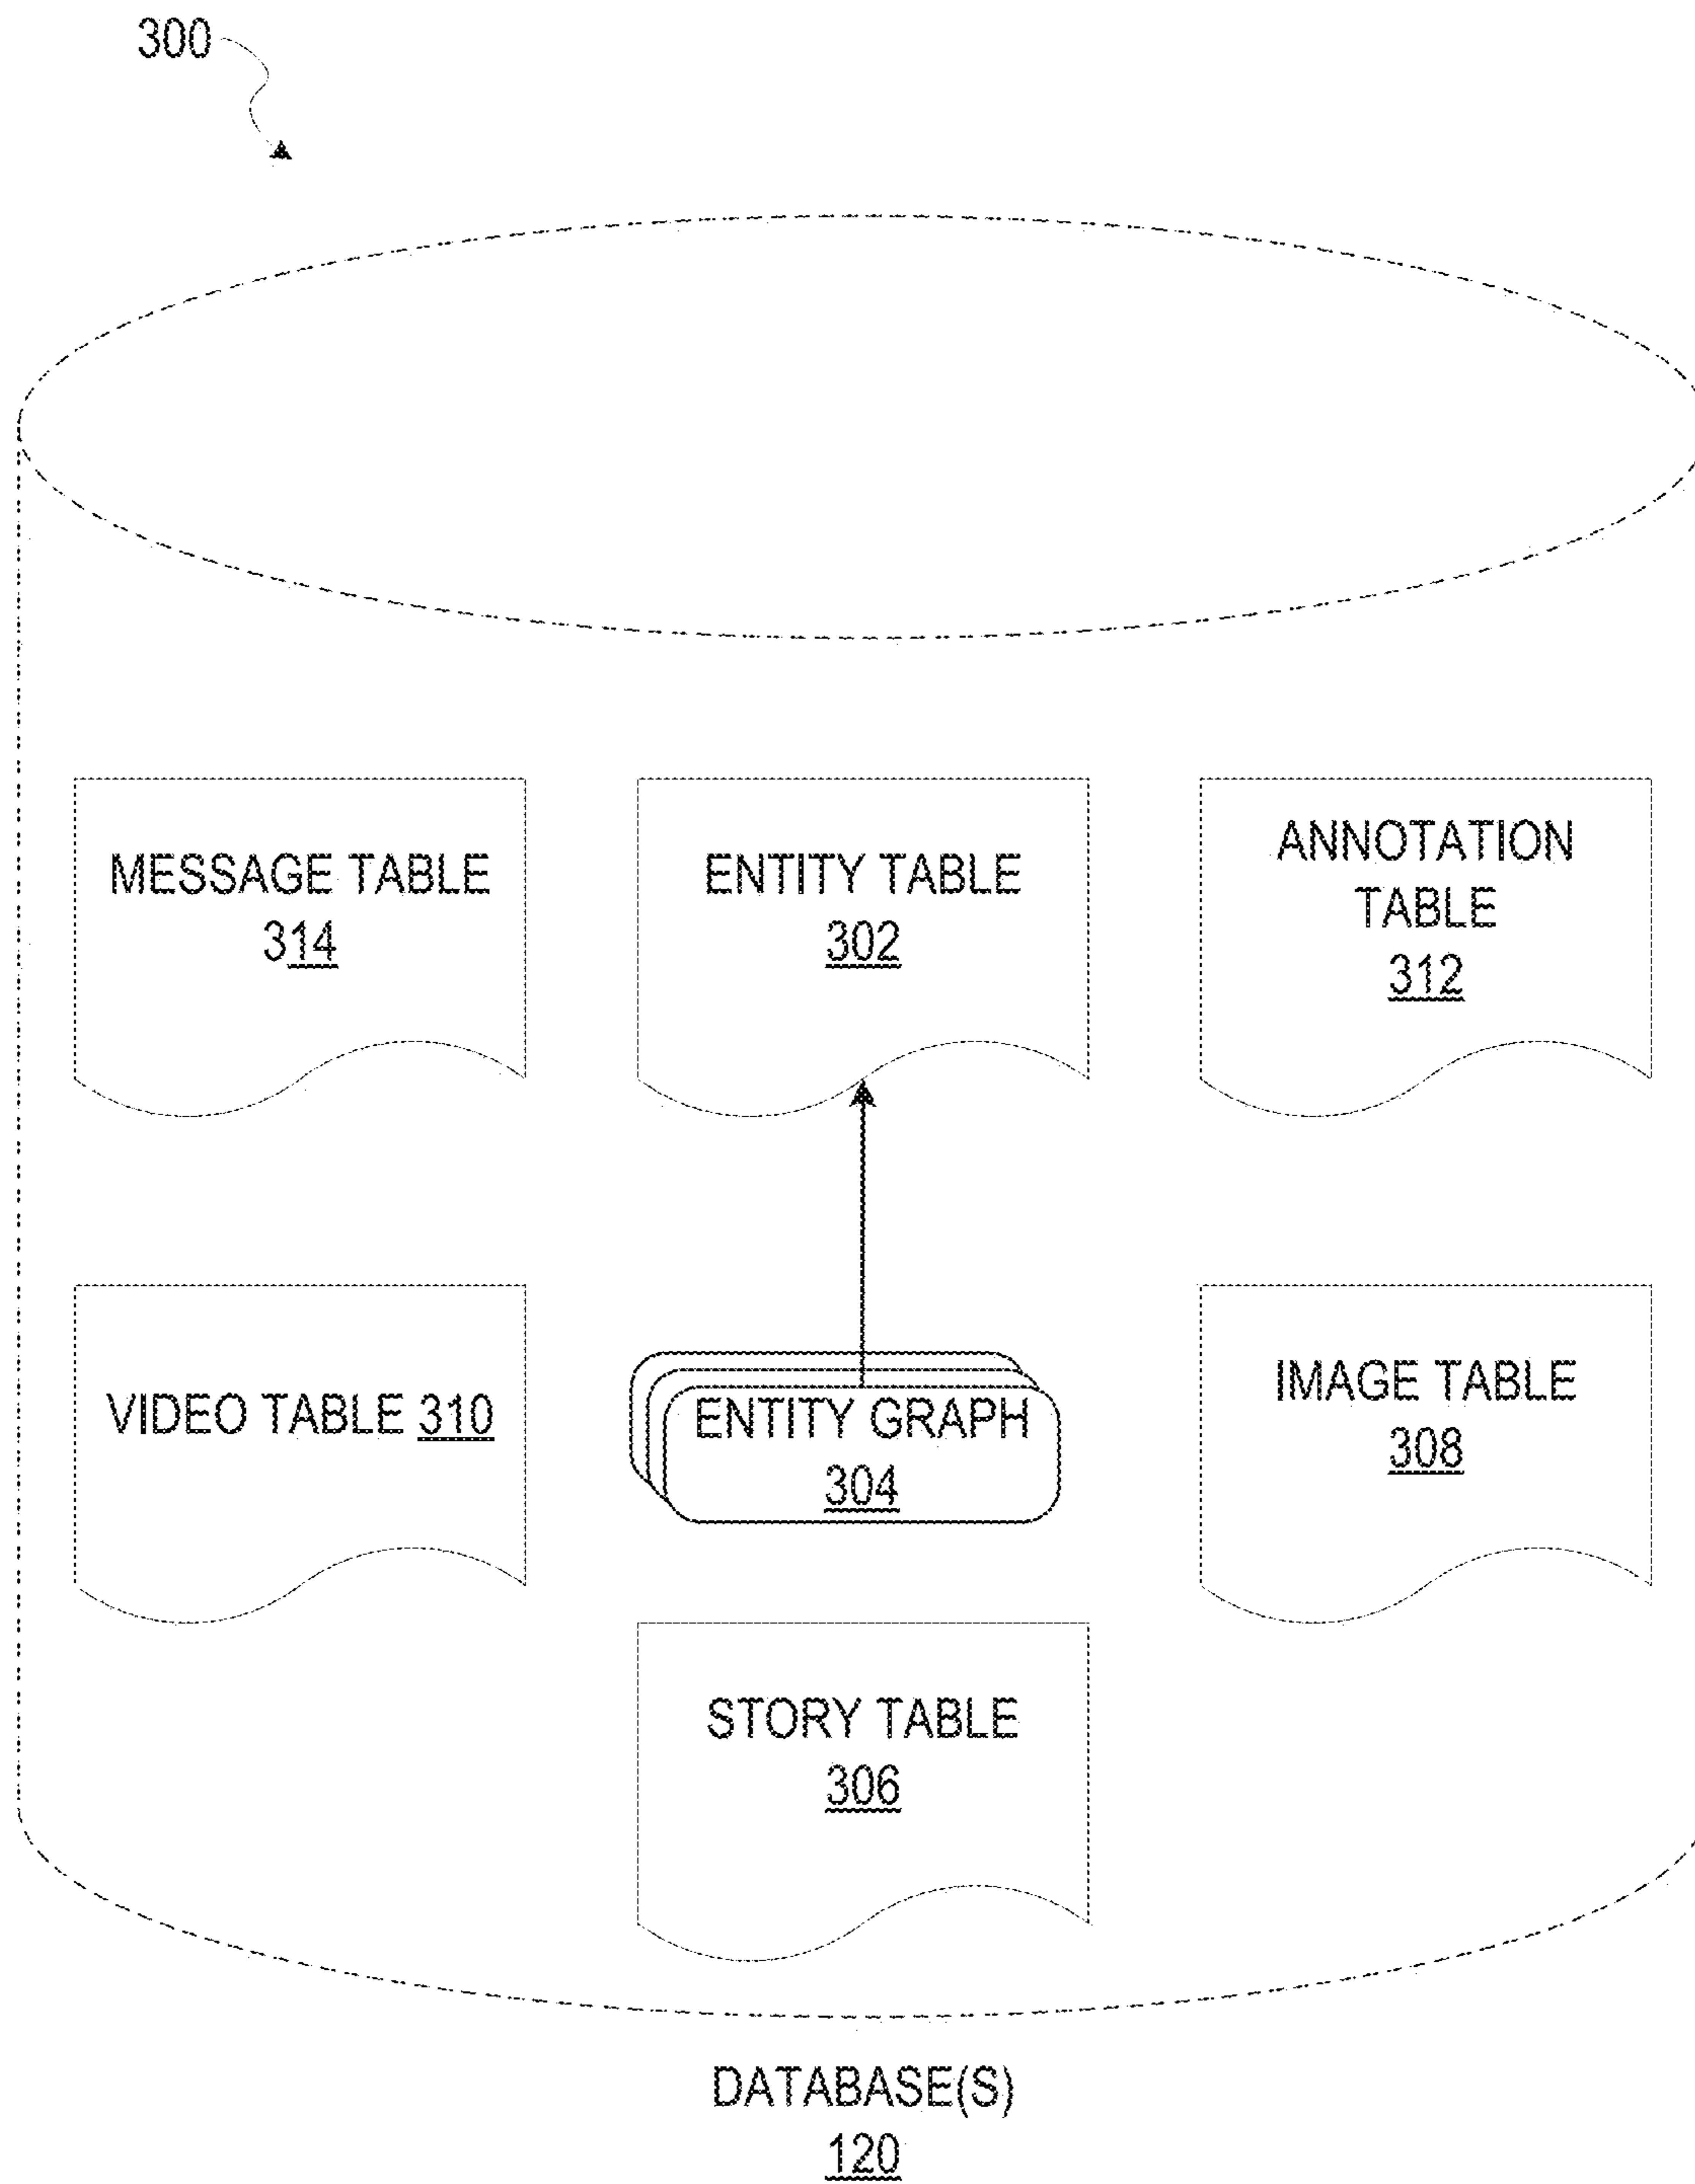 300
MESSAGE TABLE
314
ENTITY TABLE
302
ANNOTATION
TABLE
312
VIDEO TABLE 310
ENTITY GRAPH
304
IMAGE TABLE
308
STORY TABLE
306
DATABASE(S)
120